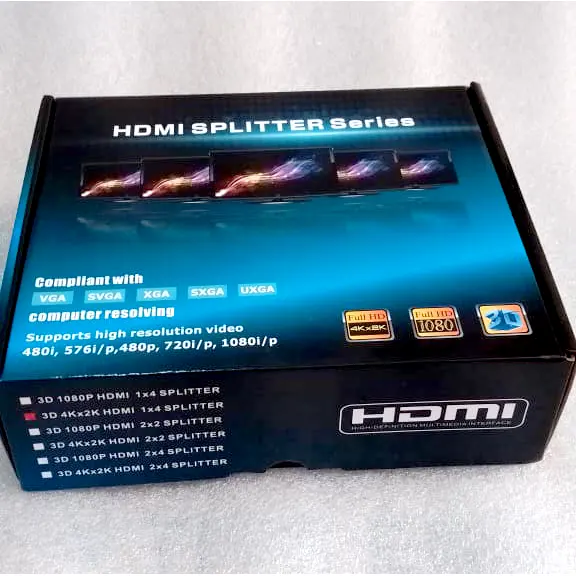 HDMI SPLITTER Series
Compliant with
VGA SVGA XGA SXGA UXGA
computer resolving
Supports high resolution video
480i, 576i/p,480p, 720i/p, 1080i/p
Full HD
4Kx2K
Full HD
1080
3D
3D 1080P HDMI 1x4 SPLITTER
3D 4Kx2K HDMI 1x4 SPLITTER
3D 1080P HDMI 2x2 SPLITTER
3D 4Kx2K HDMI 2x2 SPLITTER
3D 1080P HDMI 2x4 SPLITTER
3D 4Kx2K HDMI 2x4 SPLITTER
HDMI
HIGH-DEFINITION MULTIMEDIA INTERFACE